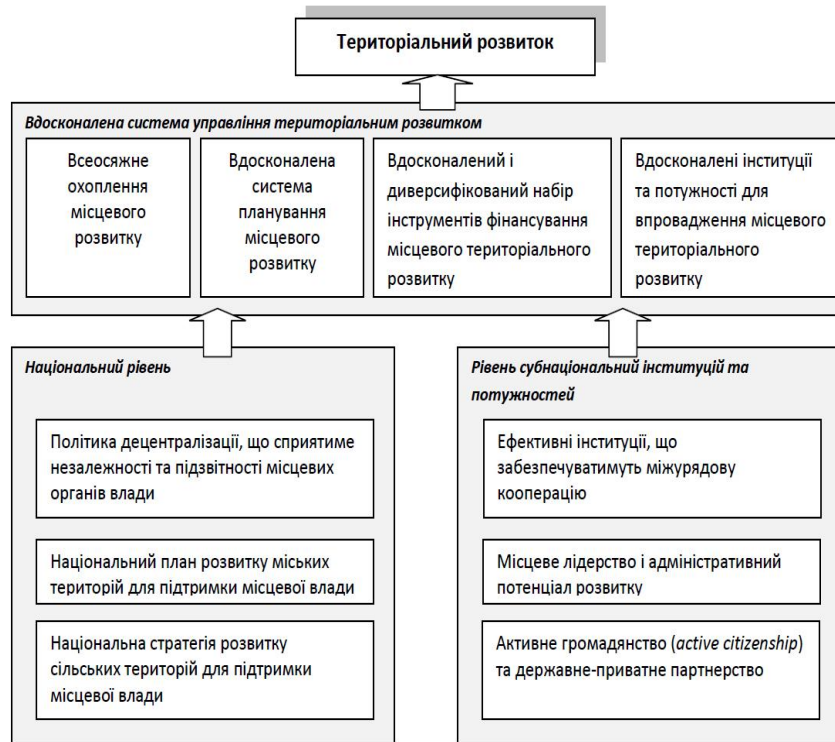 Територіальний розвиток
Вдосконалена система управління територіальним розвитком
Всеосяжне
охоплення
місцевого
розвитку
Вдосконалена
система
планування
місцевого
розвитку
Вдосконалений і
диверсифікований набір
інструментів фінансування
місцевого територіального
розвитку
Вдосконалені інституції
та потужності для
впровадження місцевого
територіального
розвитку
Національний рівень
Політика децентралізації, що сприятиме
незалежності та підзвітності місцевих
органів влади
Національний план розвитку міських
територій для підтримки місцевої влади
Національна стратегія розвитку
сільських територій для підтримки
місцевої влади
Рівень субнаціональний інституцій та
потужностей
Ефективні інституції, що
забезпечуватимуть міжурядову
кооперацію
Місцеве лідерство і адміністративний
потенціал розвитку
Активне громадянство (active citizenship)
та державне-приватне партнерство